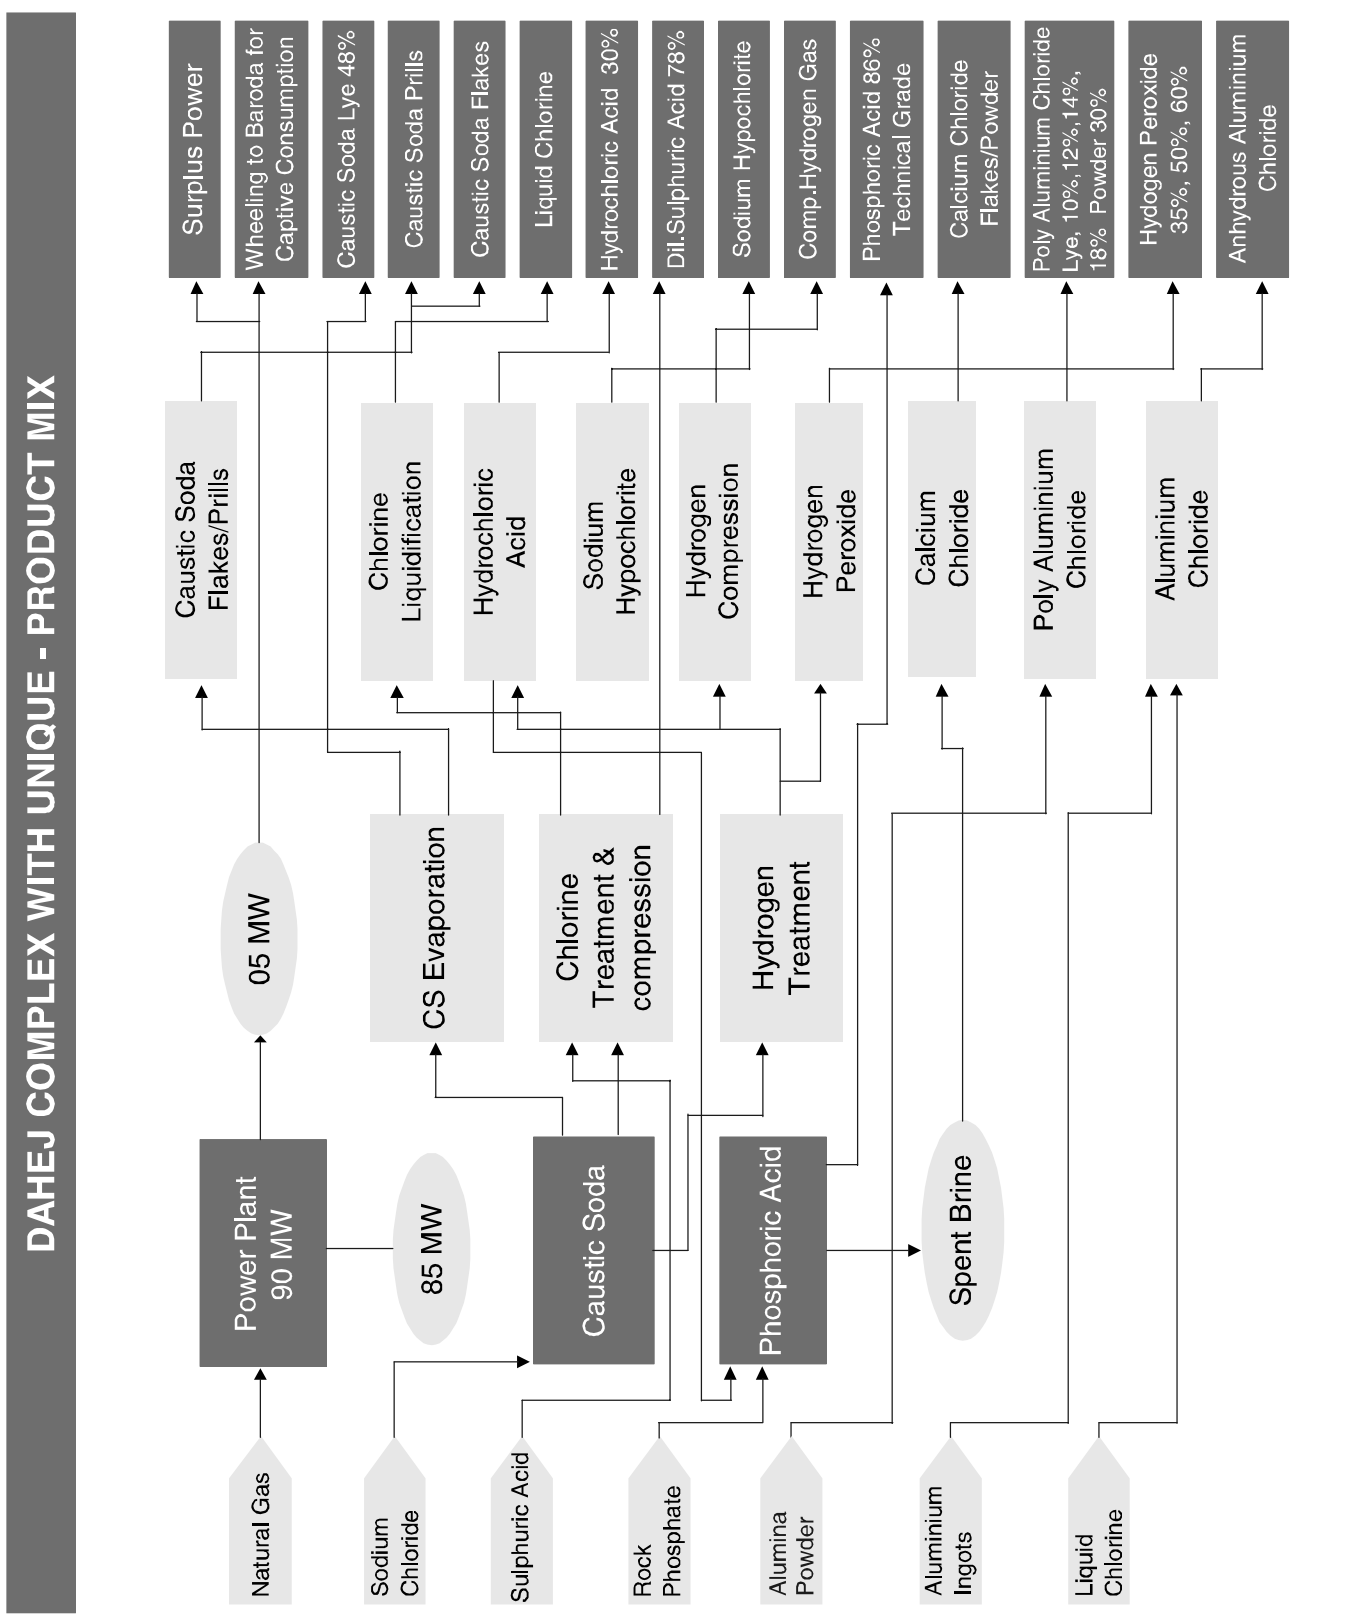 DAHEJ COMPLEX WITH UNIQUE - PRODUCT MIX
Natural Gas
Sodium
Chloride
Sulphuric Acid
Rock
Phosphate
Alumina
Powder
Aluminium
Ingots
Liquid
Chlorine
Power Plant
90 MW
85 MW
Caustic Soda
Phosphoric Acid
Spent Brine
05 MW
CS Evaporation
Chlorine
Treatment &
compression
Hydrogen
Treatment
Caustic Soda
Flakes/Prills
Chlorine
Liquidification
Hydrochloric
Acid
Sodium
Hypochlorite
Hydrogen
Compression
Hydrogen
Peroxide
Calcium
Chloride
Poly Aluminium
Chloride
Aluminium
Chloride
Surplus Power
Wheeling to Baroda for
Captive Consumption
Caustic Soda Lye 48%
Caustic Soda Prills
Caustic Soda Flakes
Liquid Chlorine
Hydrochloric Acid 30%
Dil.Sulphuric Acid 78%
Sodium Hypochlorite
Comp.Hydrogen Gas
Phosphoric Acid 86%
Technical Grade
Calcium Chloride
Flakes/Powder
Poly Aluminium Chloride
Lye, 10%,12%,14%,
18% Powder 30%
Hydogen Peroxide
35%, 50%, 60%
Anhydrous Aluminium
Chloride